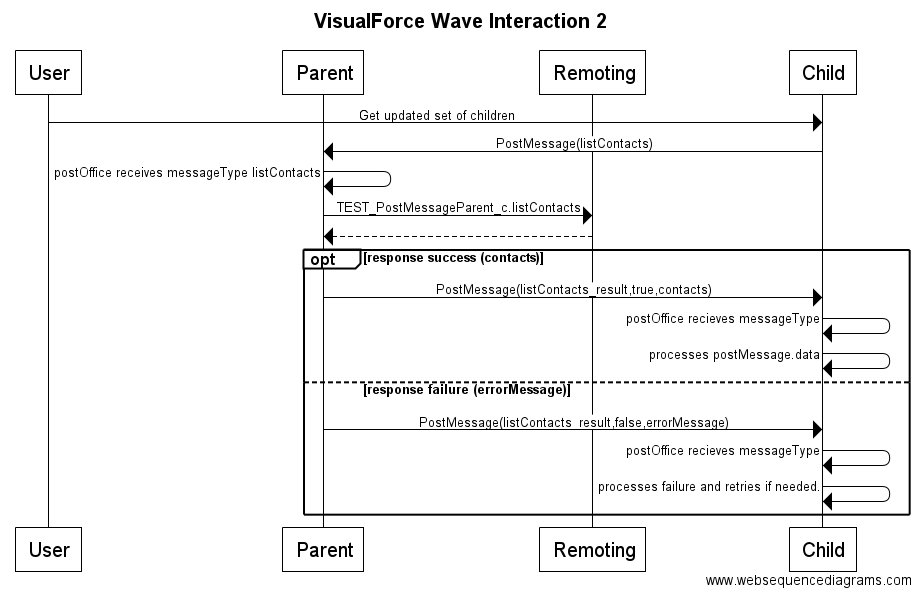 VisualForce Wave Interaction 2
User
Parent
Remoting
Child
Get updated set of children
PostMessage(listContacts)
postOffice receives messageType listContacts
TEST_PostMessageParent_c.listContacts
opt
[response success (contacts)]
PostMessage(listContacts_result,true,contacts)
postOffice recieves messageType
processes postMessage.data
[response failure (errorMessage)]
PostMessage(listContacts_result,false,errorMessage)
postOffice recieves messageType
processes failure and retries if needed.
User
Parent
Remoting
Child
www.websequencediagrams.com